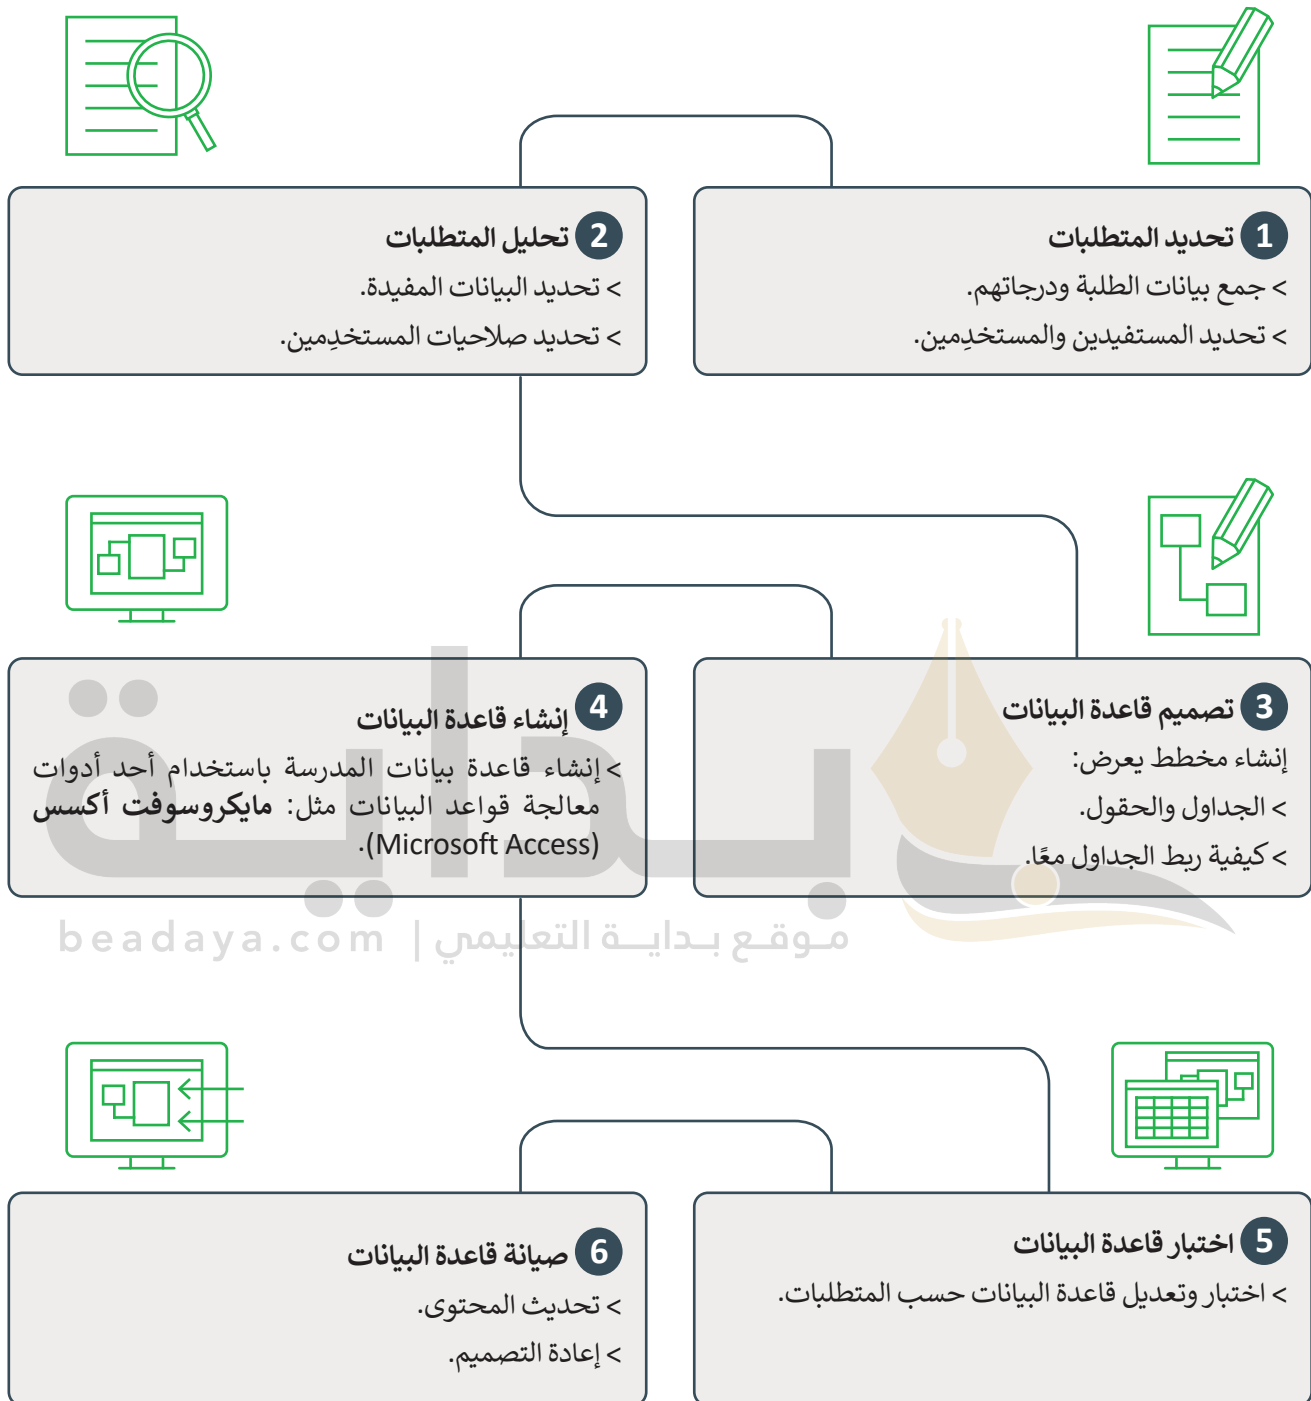 1 تحديد المتطلبات
> جمع بيانات الطلبة ودرجاتهم.
> تحديد المستفيدين والمستخدِمين.
2 تحليل المتطلبات
> تحديد البيانات المفيدة.
> تحديد صلاحيات المستخدِمين.
3 تصميم قاعدة البيانات
إنشاء مخطط يعرض:
> الجداول والحقول.
> كيفية ربط الجداول معًا.
4 إنشاء قاعدة البيانات
> إنشاء قاعدة بيانات المدرسة باستخدام أحد أدوات
معالجة قواعد البيانات مثل: مايكروسوفت أكسس
(Microsoft Access).
بداية
موقع بداية التعليمي | beadaya.com
5 اختبار قاعدة البيانات
> اختبار وتعديل قاعدة البيانات حسب المتطلبات.
6 صيانة قاعدة البيانات
> تحديث المحتوى.
> إعادة التصميم.